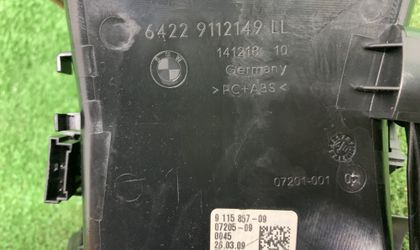 6422 9112149 LL
141218 10
Germany
>PC+ABS<
07201-001
9 115 857-09
07205-09
0045
26.03.09